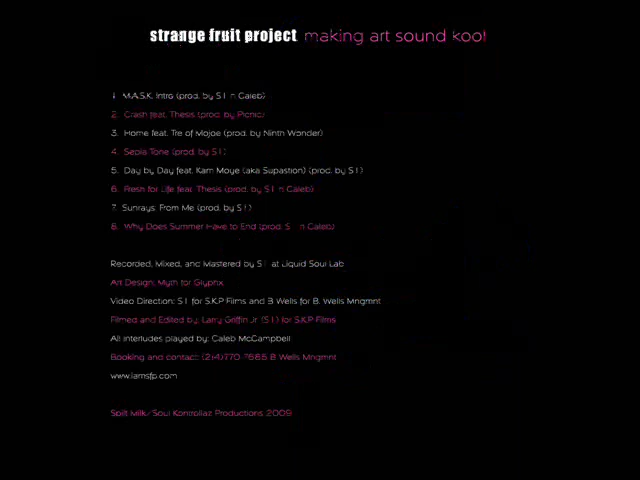 strange fruit project making art sound kool
1. M.A.S.K. Intro (prod. by S1 n Caleb)
2. Crash feat. Thesis (prod. by Picnic)
3. Home feat. Tre of Mojoe (prod. by Ninth Wonder)
4. Sepia Tone (prod. by S1)
5. Day by Day feat. Kam Moye (aka Supastion) (prod. by S1)
6. Fresh for Life feat. Thesis (prod. by S1 n Caleb)
7. Sunrays: From Me (prod. by S1)
8. Why Does Summer Have to End (prod. S1 n Caleb)
Recorded, Mixed, and Mastered by S1 at Liquid Soul Lab
Art Design: Myth for Glyphx
Video Direction: S1 for S.K.P Films and B Wells for B. Wells Mngmnt
Filmed and Edited by: Larry Griffin Jr. (S1) for S.K.P Films
All Interludes played by: Caleb McCampbell
Booking and contact: (214)770-7685 B Wells Mngmnt
www.iamsfp.com
Spilt Milk/Soul Kontrollaz Productions 2009